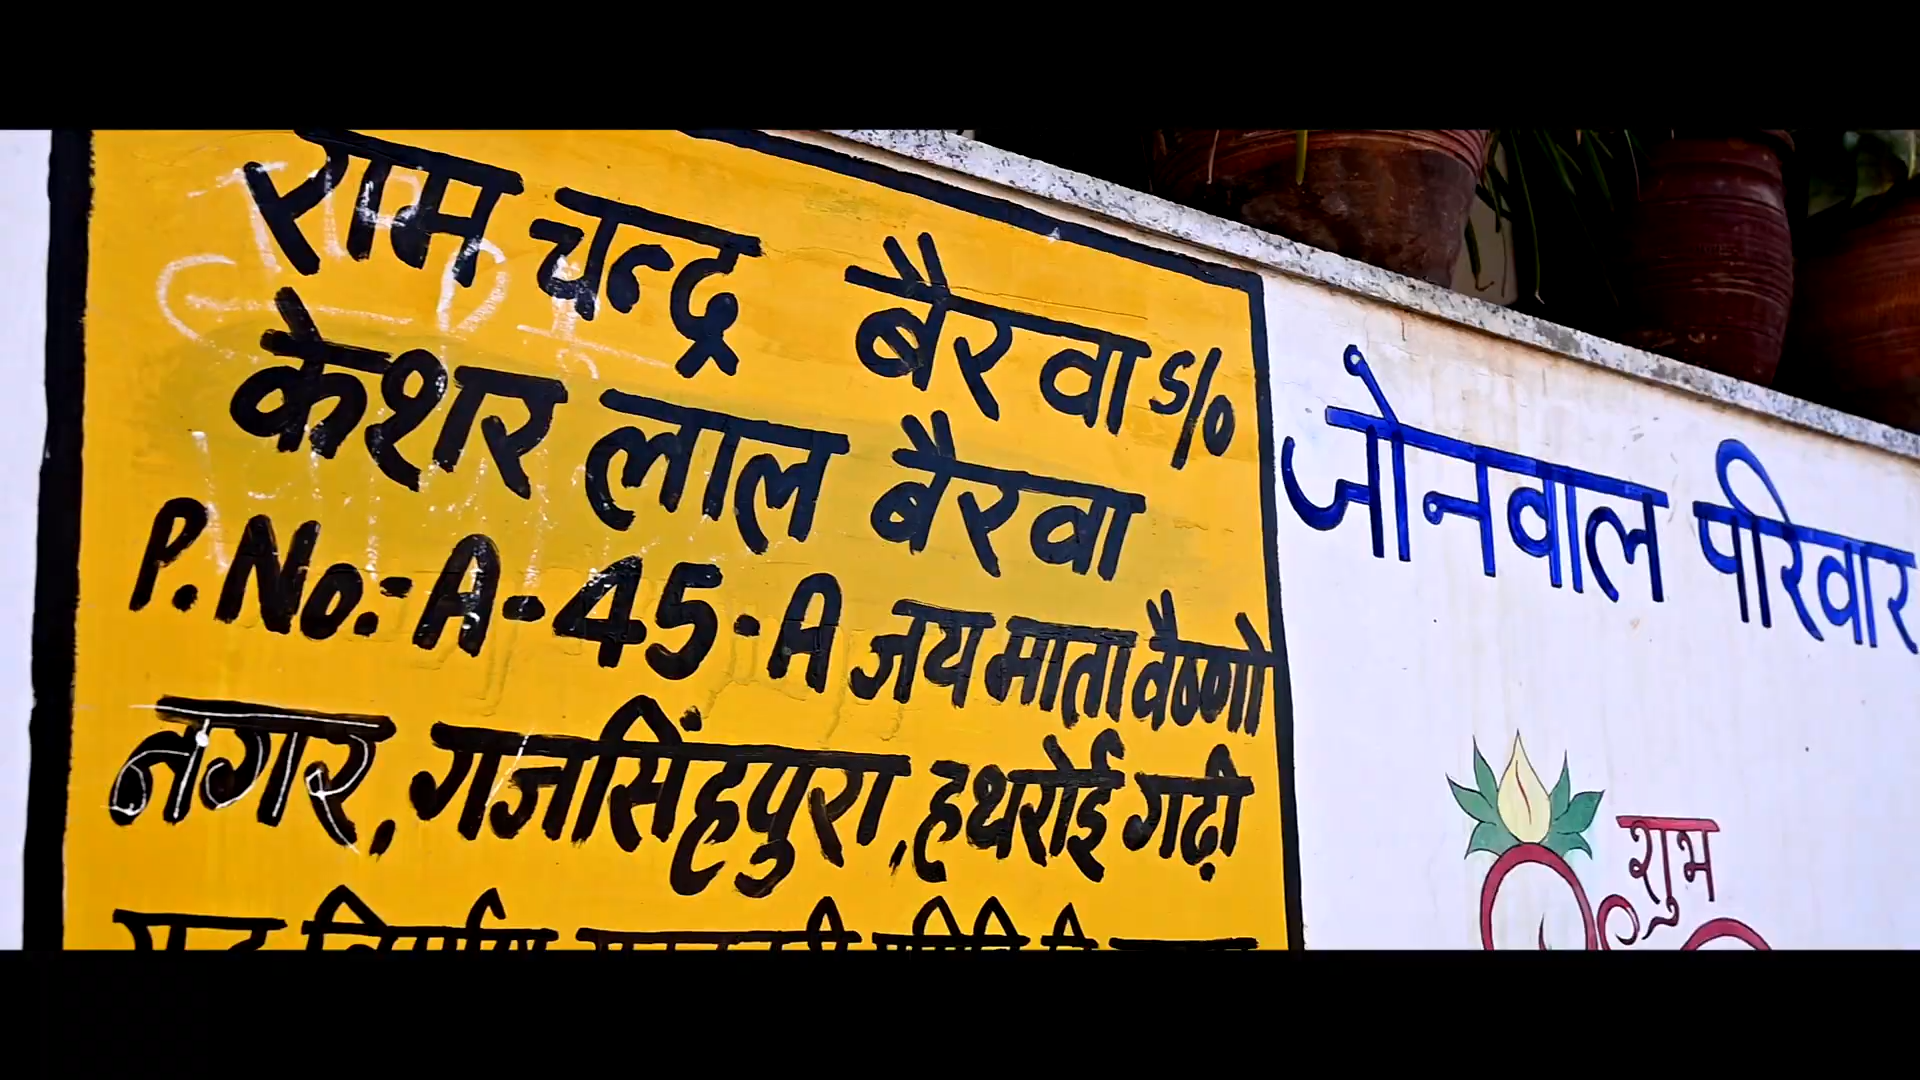 राम चन्द्र बैरवा S/o
केशर लाल बैरवा
P. No.:- A-45-A जय माता वैष्णो
नगर, गजसिंहपुरा, हथरोई गढ़ी
जोनवाल परिवार
शुभ